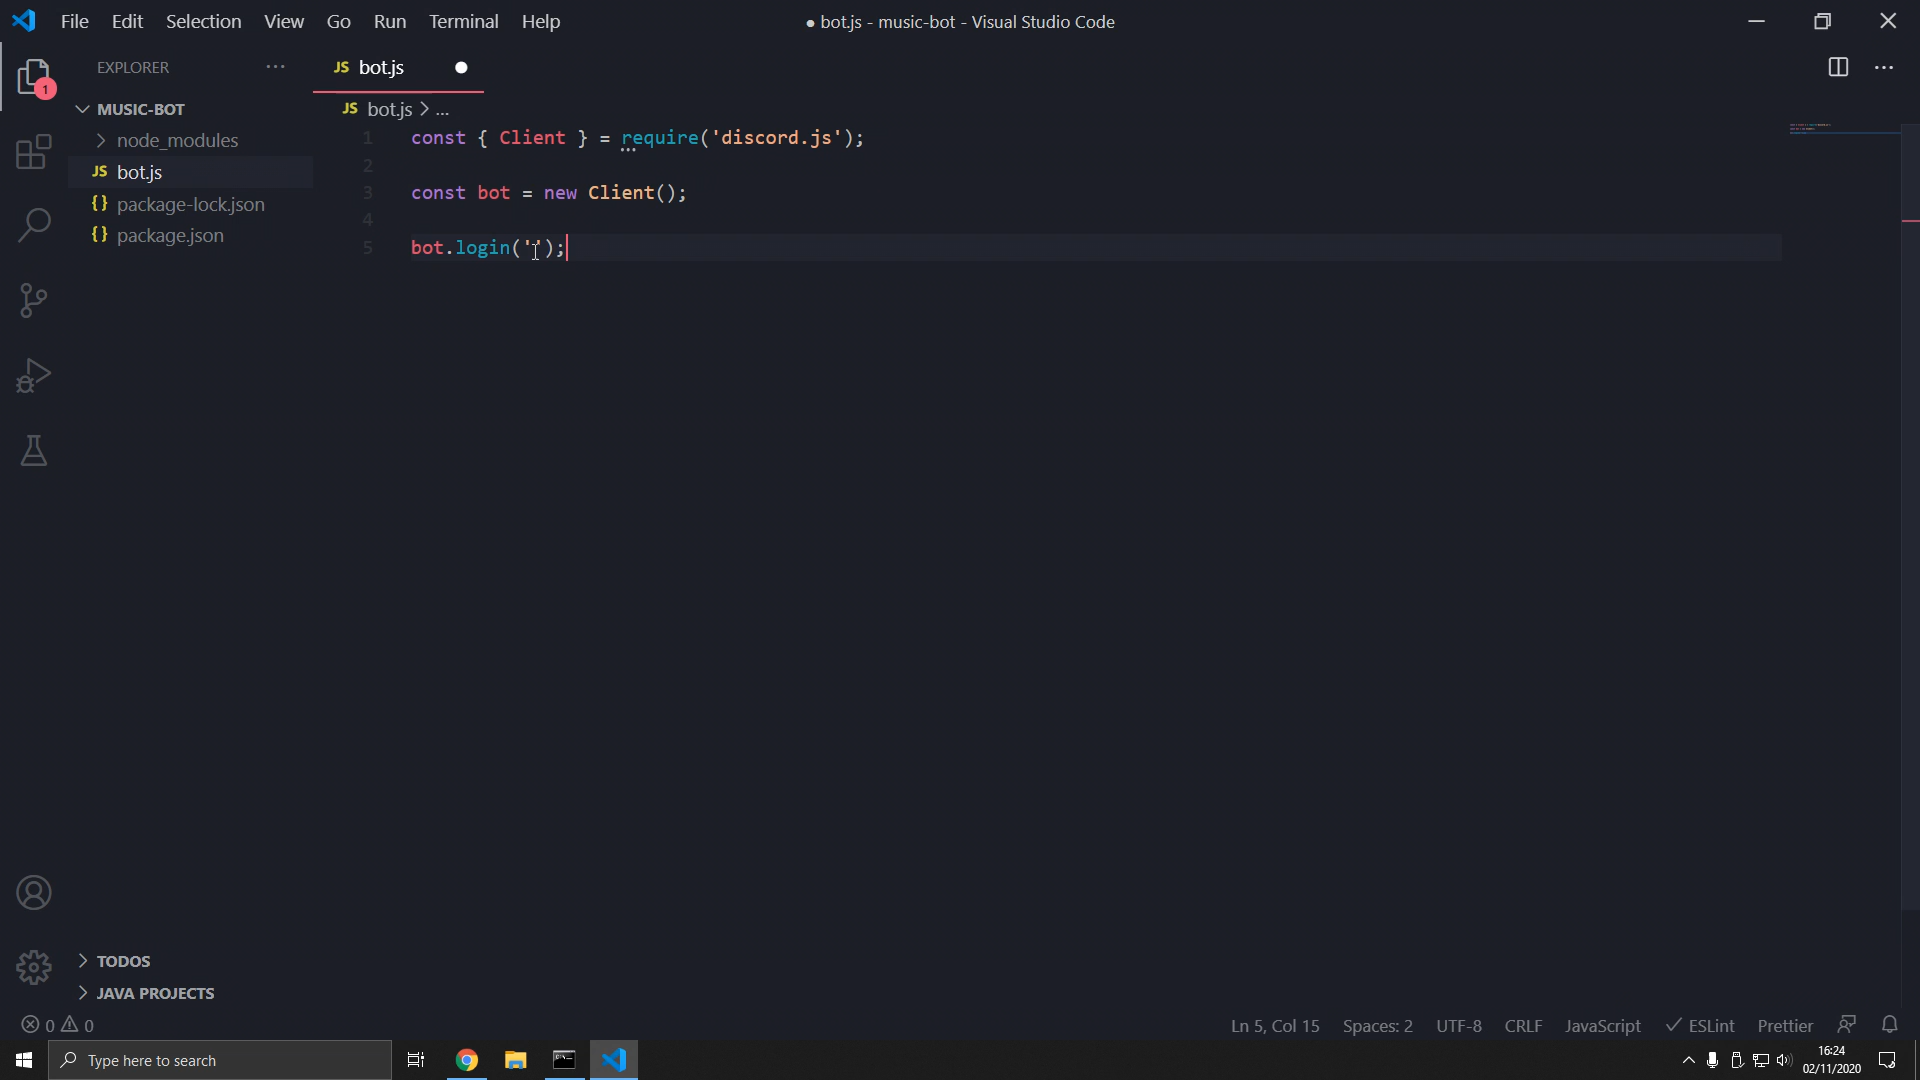 File Edit Selection View Go Run Terminal Help
● bot.js - music-bot - Visual Studio Code
EXPLORER
JS bot.js
1
MUSIC-BOT
JS bot.js > ...
node_modules
JS bot.js
{} package-lock.json
{} package.json
1 const { Client } = require('discord.js');
2
3 const bot = new Client();
4
5 bot.login('');
TODOS
JAVA PROJECTS
0 0
Ln 5, Col 15 Spaces: 2 UTF-8 CRLF JavaScript ESLint Prettier
Type here to search
16:24
02/11/2020